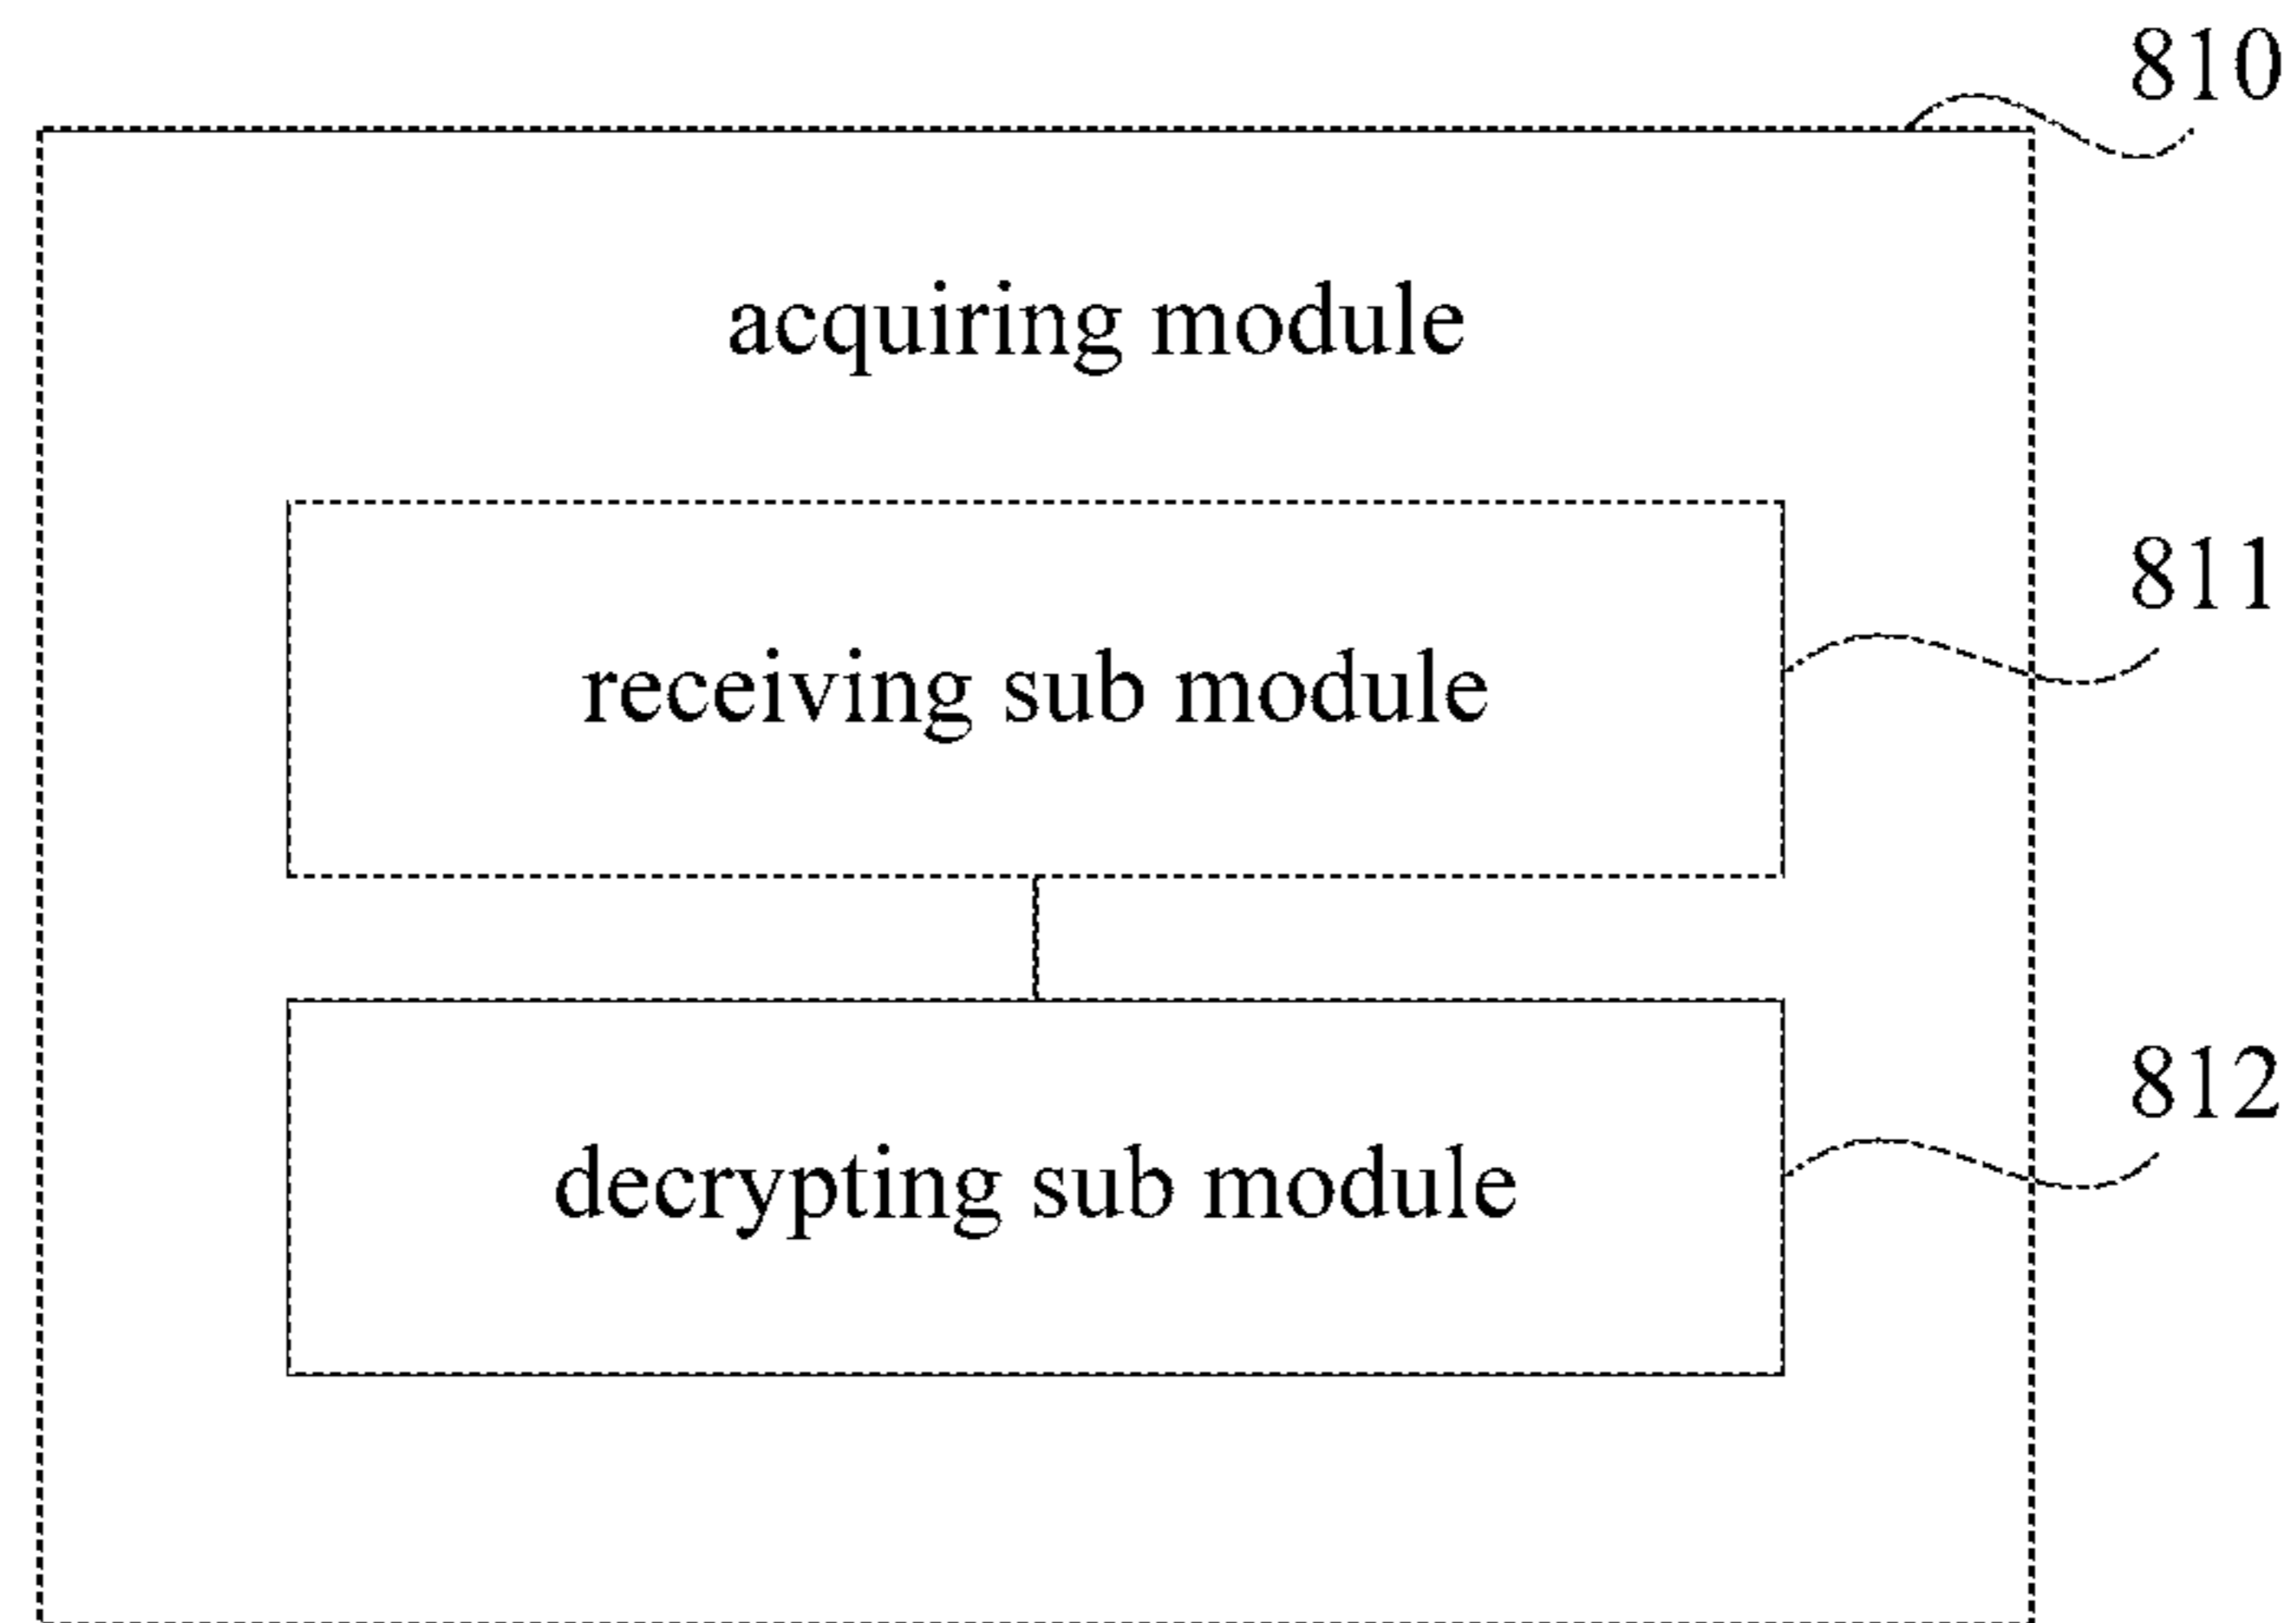 810
acquiring module
811
receiving sub module
812
decrypting sub module